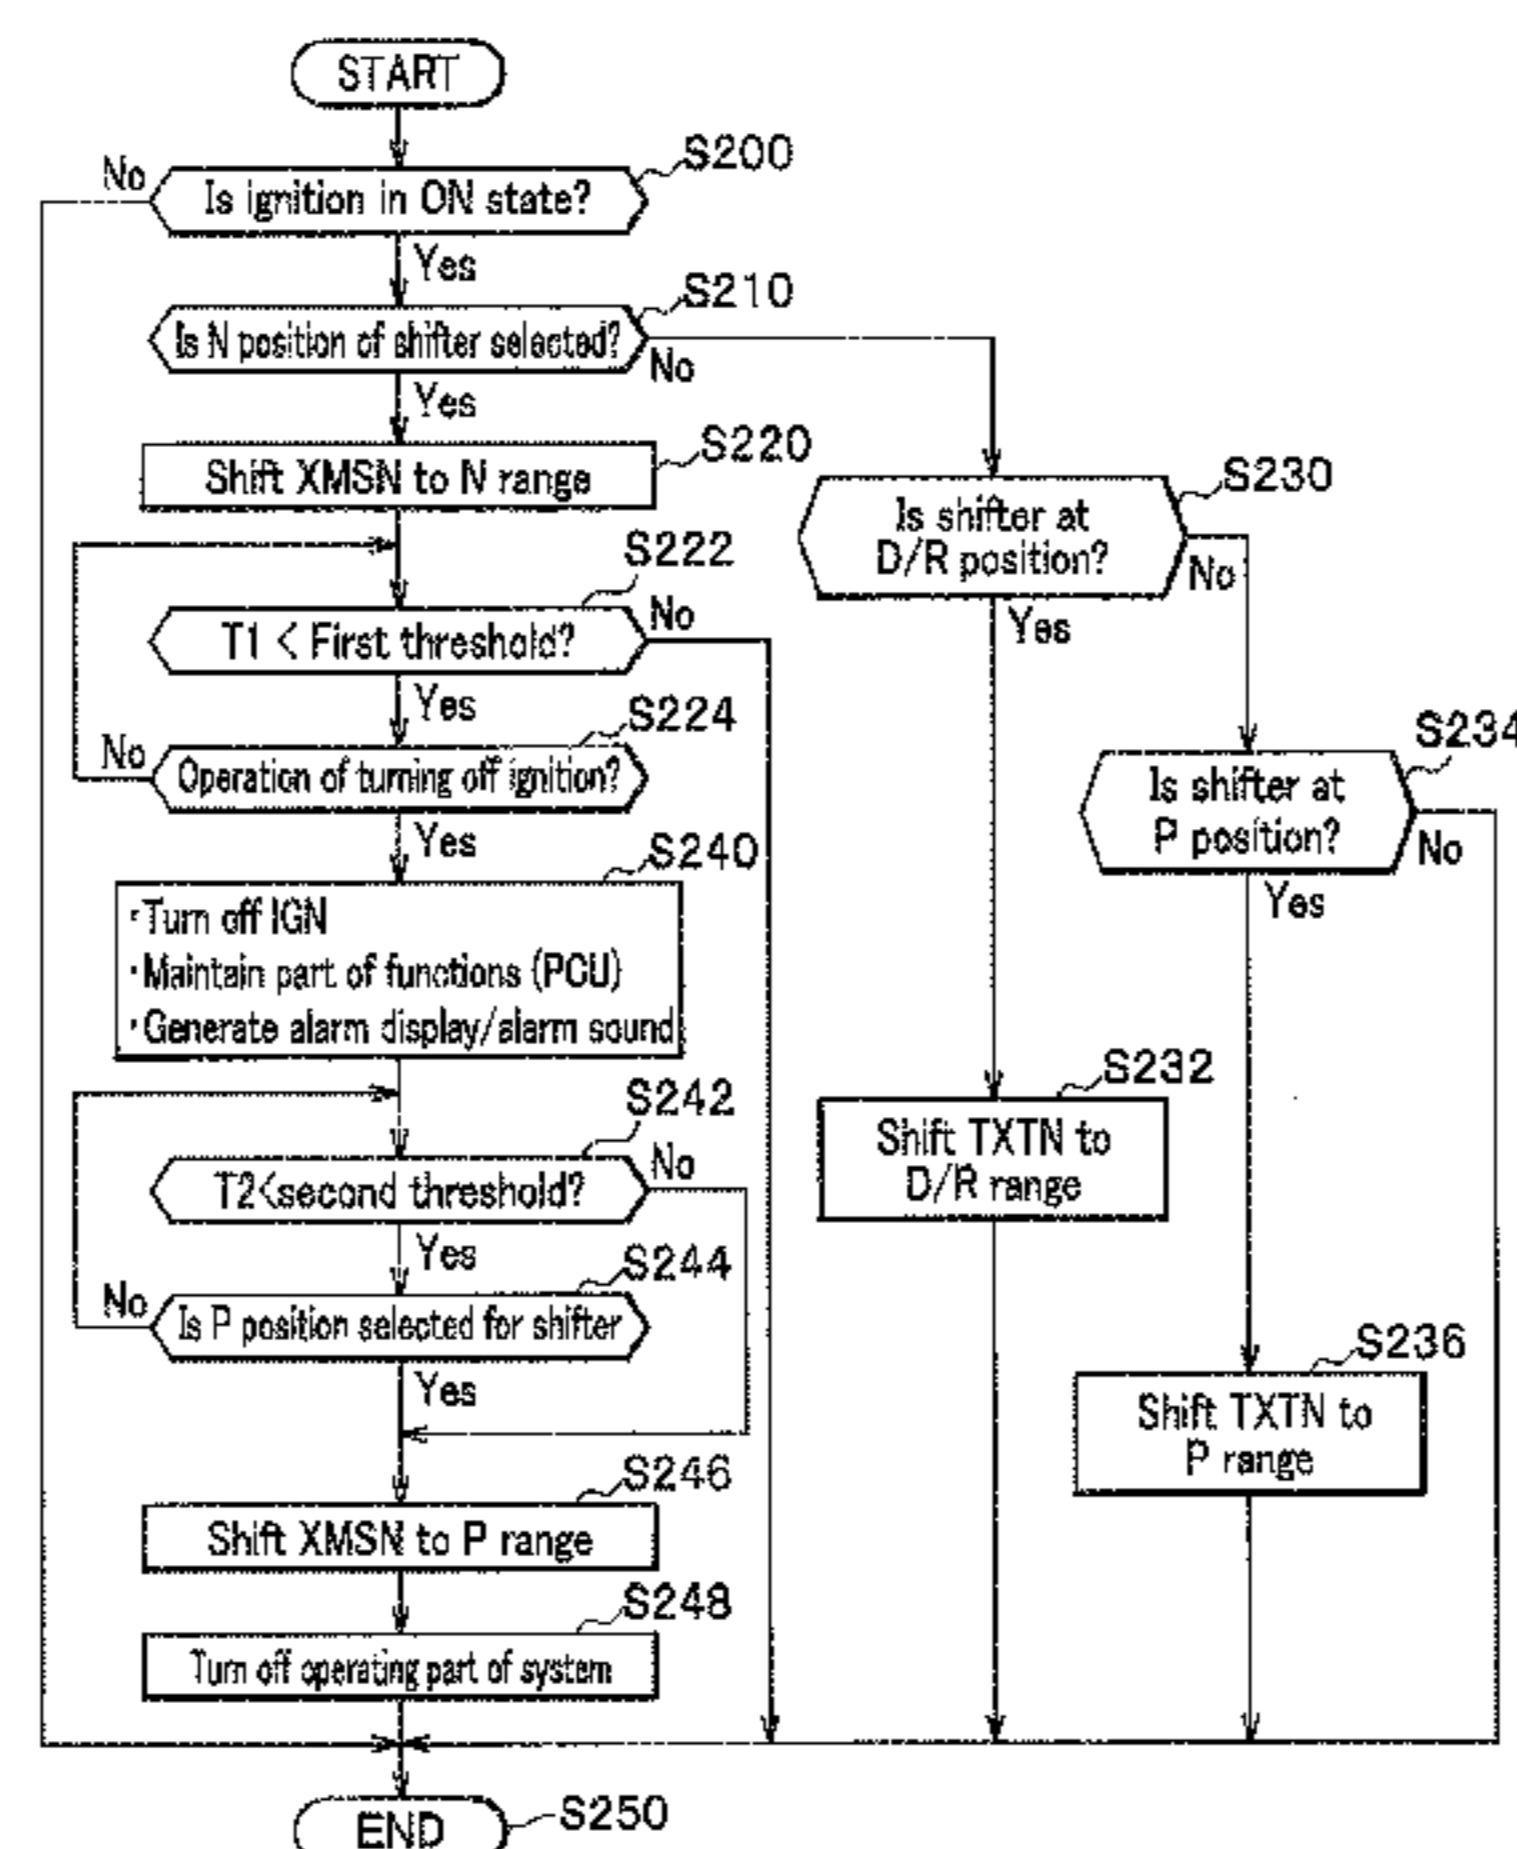 START
S200
No
Is ignition in ON state?
Yes
S210
Is N position of shifter selected?
No
Yes
S220
Shift XMSN to N range
S230
Is shifter at
D/R position?
No
Yes
S222
No
T1 < First threshold?
Yes
S224
No
Operation of turning off ignition?
Yes
S234
Is shifter at
P position?
No
Yes
S240
・Turn off IGN
・Maintain part of functions (PCU)
・Generate alarm display/alarm sound
S242
No
T2<second threshold?
Yes
S232
Shift TXTN to
D/R range
S244
No
Is P position selected for shifter
Yes
S236
Shift TXTN to
P range
S246
Shift XMSN to P range
S248
Turn off operating part of system
END
S250